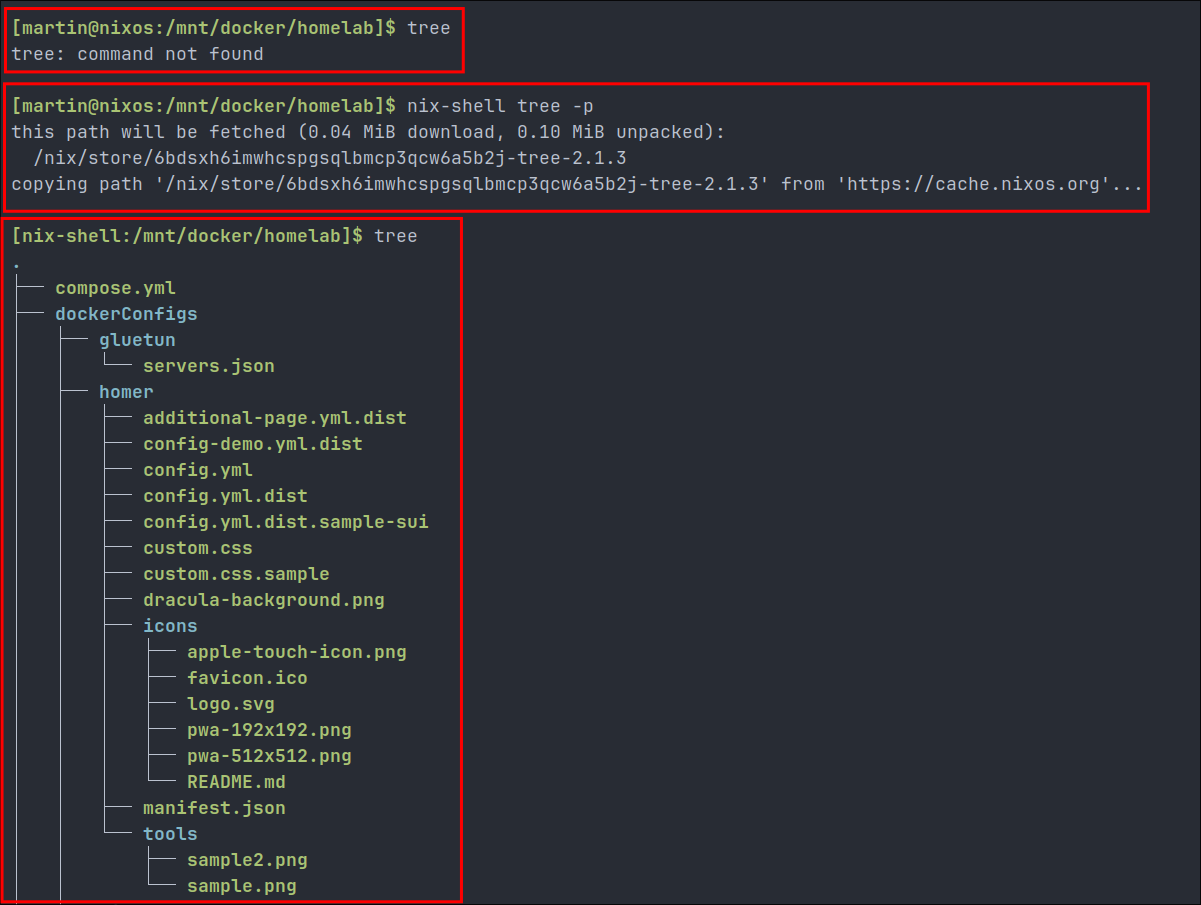 [martin@nixos:/mnt/docker/homelab]$ tree
tree: command not found
[martin@nixos:/mnt/docker/homelab]$ nix-shell tree -p
this path will be fetched (0.04 MiB download, 0.10 MiB unpacked):
  /nix/store/6bdsxh6imwhcspgsqlbmcp3qcw6a5b2j-tree-2.1.3
copying path '/nix/store/6bdsxh6imwhcspgsqlbmcp3qcw6a5b2j-tree-2.1.3' from 'https://cache.nixos.org'...
[nix-shell:/mnt/docker/homelab]$ tree
.
├── compose.yml
├── dockerConfigs
│   ├── gluetun
│   │   └── servers.json
│   ├── homer
│   │   ├── additional-page.yml.dist
│   │   ├── config-demo.yml.dist
│   │   ├── config.yml
│   │   ├── config.yml.dist
│   │   ├── config.yml.dist.sample-sui
│   │   ├── custom.css
│   │   ├── custom.css.sample
│   │   ├── dracula-background.png
│   │   ├── icons
│   │   │   ├── apple-touch-icon.png
│   │   │   ├── favicon.ico
│   │   │   ├── logo.svg
│   │   │   ├── pwa-192x192.png
│   │   │   ├── pwa-512x512.png
│   │   │   └── README.md
│   │   ├── manifest.json
│   │   └── tools
│   │       ├── sample2.png
│   │       └── sample.png